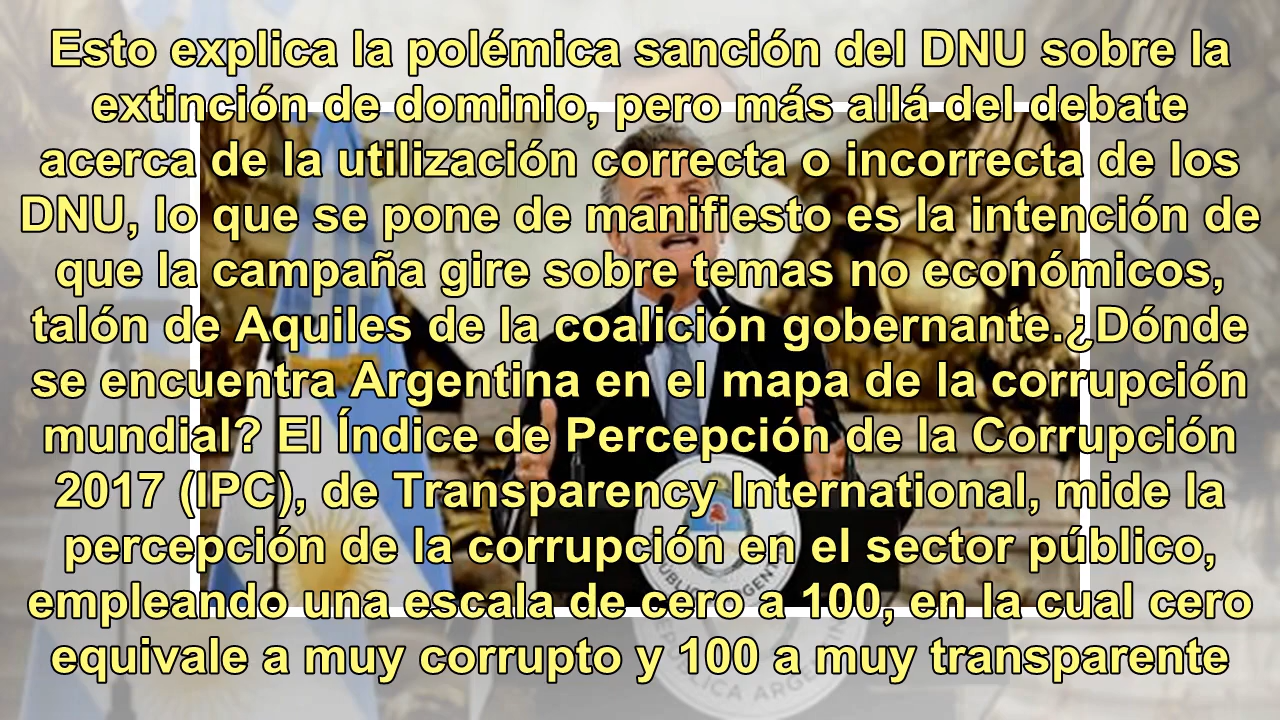 Esto explica la polémica sanción del DNU sobre la
extinción de dominio, pero más allá del debate
acerca de la utilización correcta o incorrecta de los
DNU, lo que se pone de manifiesto es la intención de
que la campaña gire sobre temas no económicos,
talón de Aquiles de la coalición gobernante.¿Dónde
se encuentra Argentina en el mapa de la corrupción
mundial? El Índice de Percepción de la Corrupción
2017 (IPC), de Transparency International, mide la
percepción de la corrupción en el sector público,
empleando una escala de cero a 100, en la cual cero
equivale a muy corrupto y 100 a muy transparente